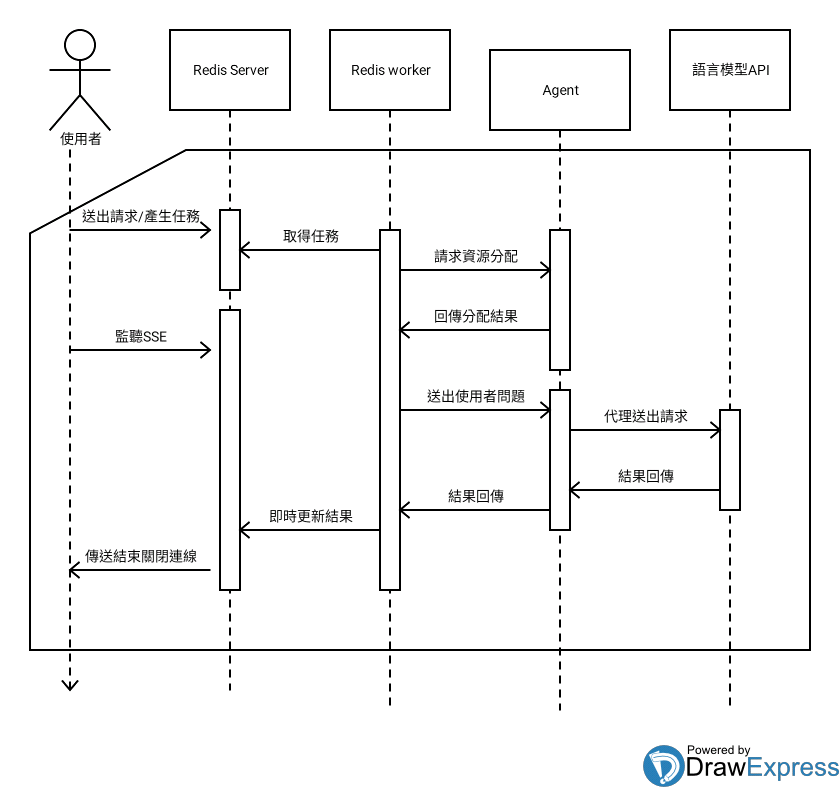 使用者
Redis Server
Redis worker
Agent
語言模型API
送出請求/產生任務
取得任務
請求資源分配
回傳分配結果
監聽SSE
送出使用者問題
代理送出請求
結果回傳
結果回傳
即時更新結果
傳送結束關閉連線
Powered by
DrawExpress